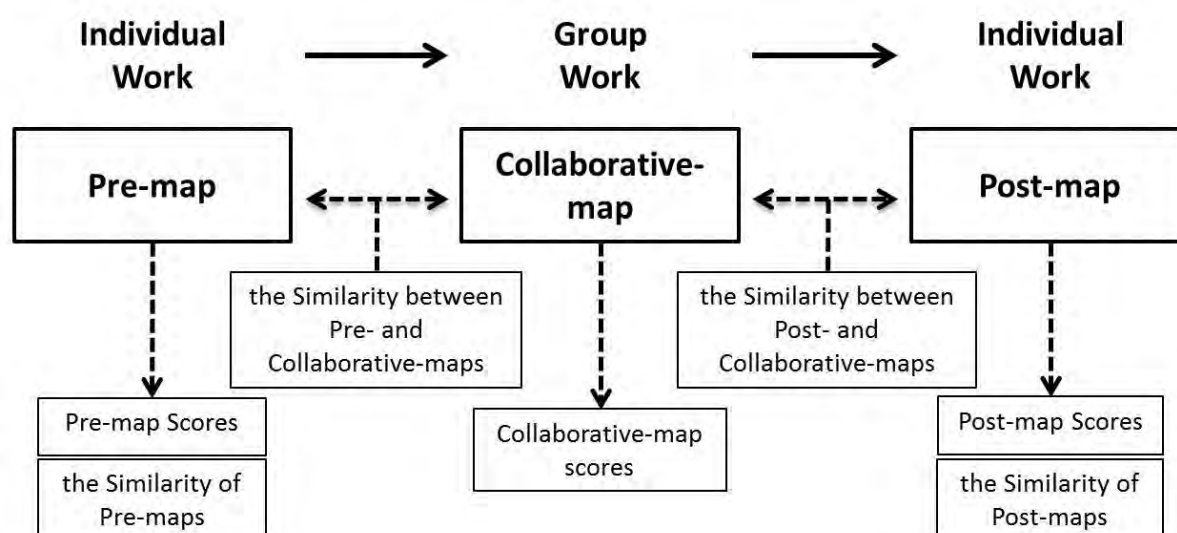 Individual
Work
Group
Work
Individual
Work
Pre-map
Collaborative-
map
Post-map
the Similarity between
Pre- and
Collaborative-maps
the Similarity between
Post- and
Collaborative-maps
Pre-map Scores
the Similarity of
Pre-maps
Collaborative-map
scores
Post-map Scores
the Similarity of
Post-maps